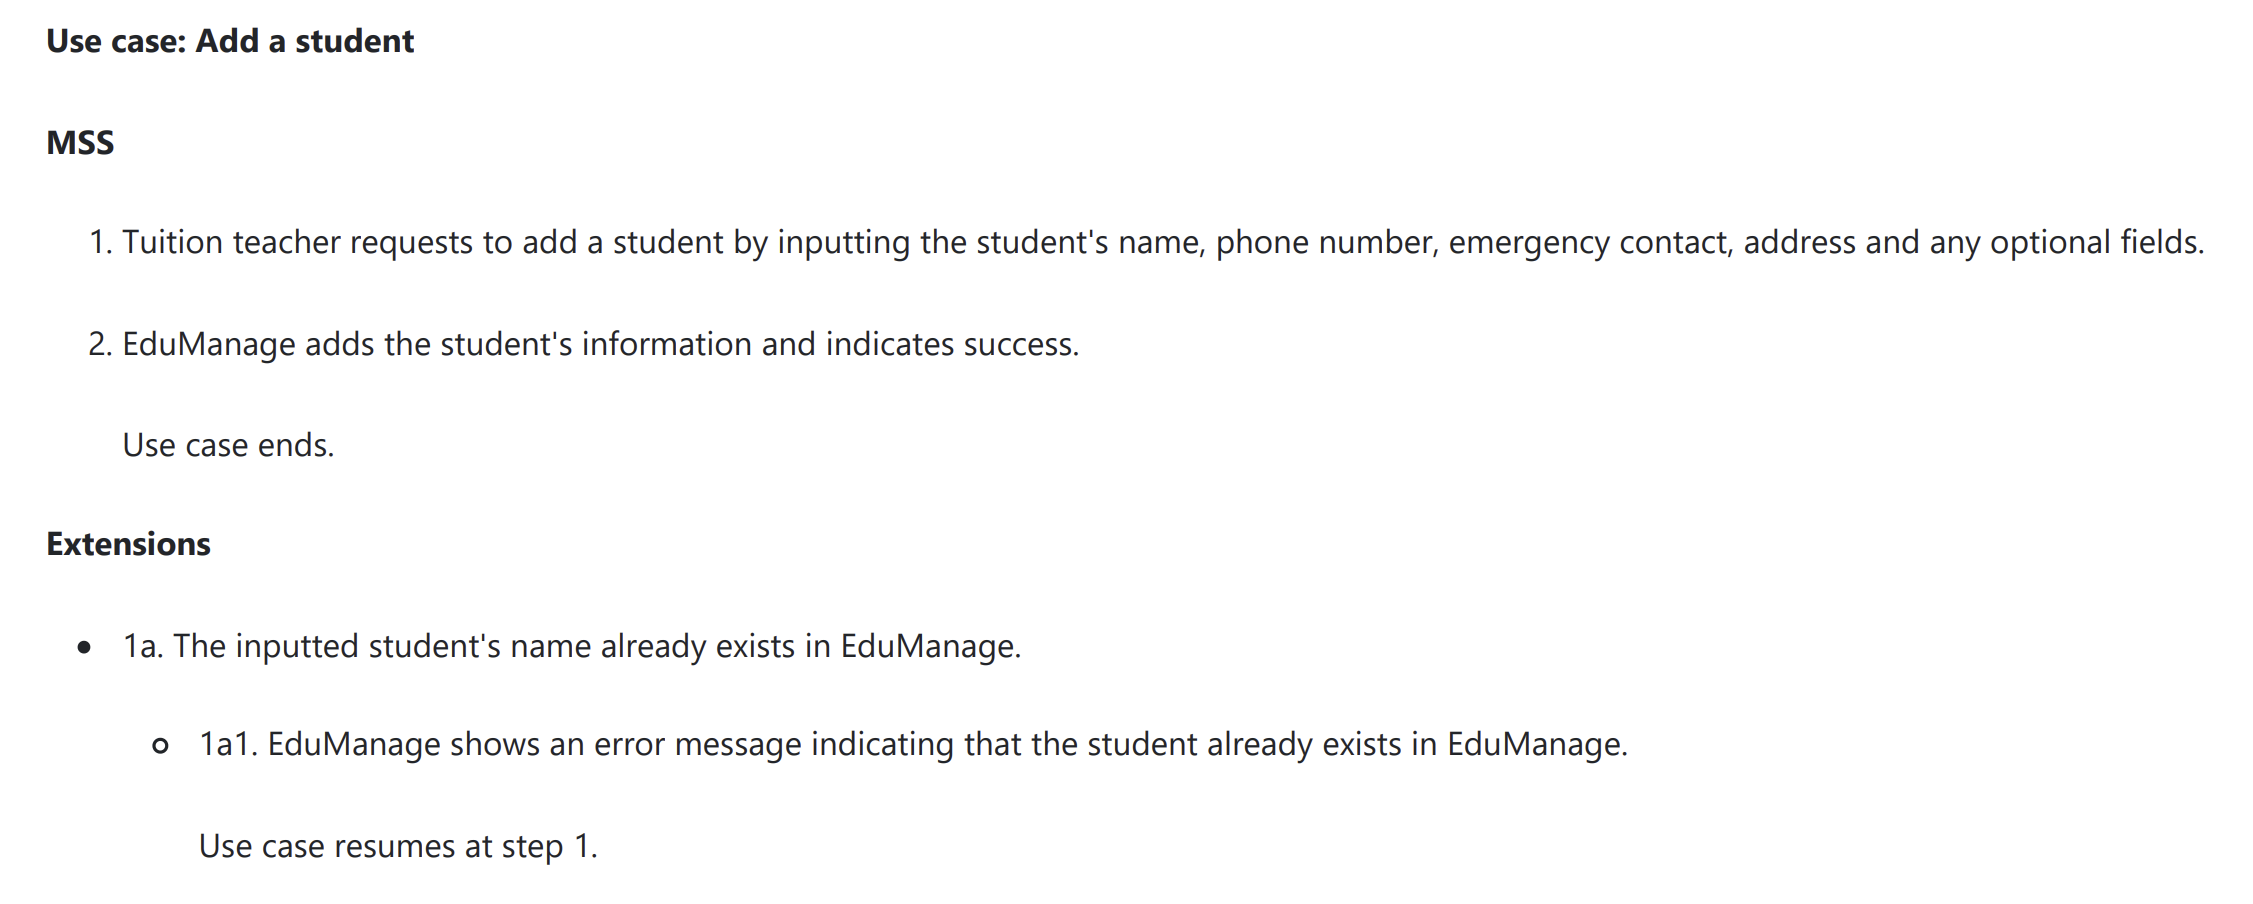 Use case: Add a student
MSS
1. Tuition teacher requests to add a student by inputting the student's name, phone number, emergency contact, address and any optional fields.
2. EduManage adds the student's information and indicates success.
Use case ends.
Extensions
• 1a. The inputted student's name already exists in EduManage.
◦ 1a1. EduManage shows an error message indicating that the student already exists in EduManage.
Use case resumes at step 1.